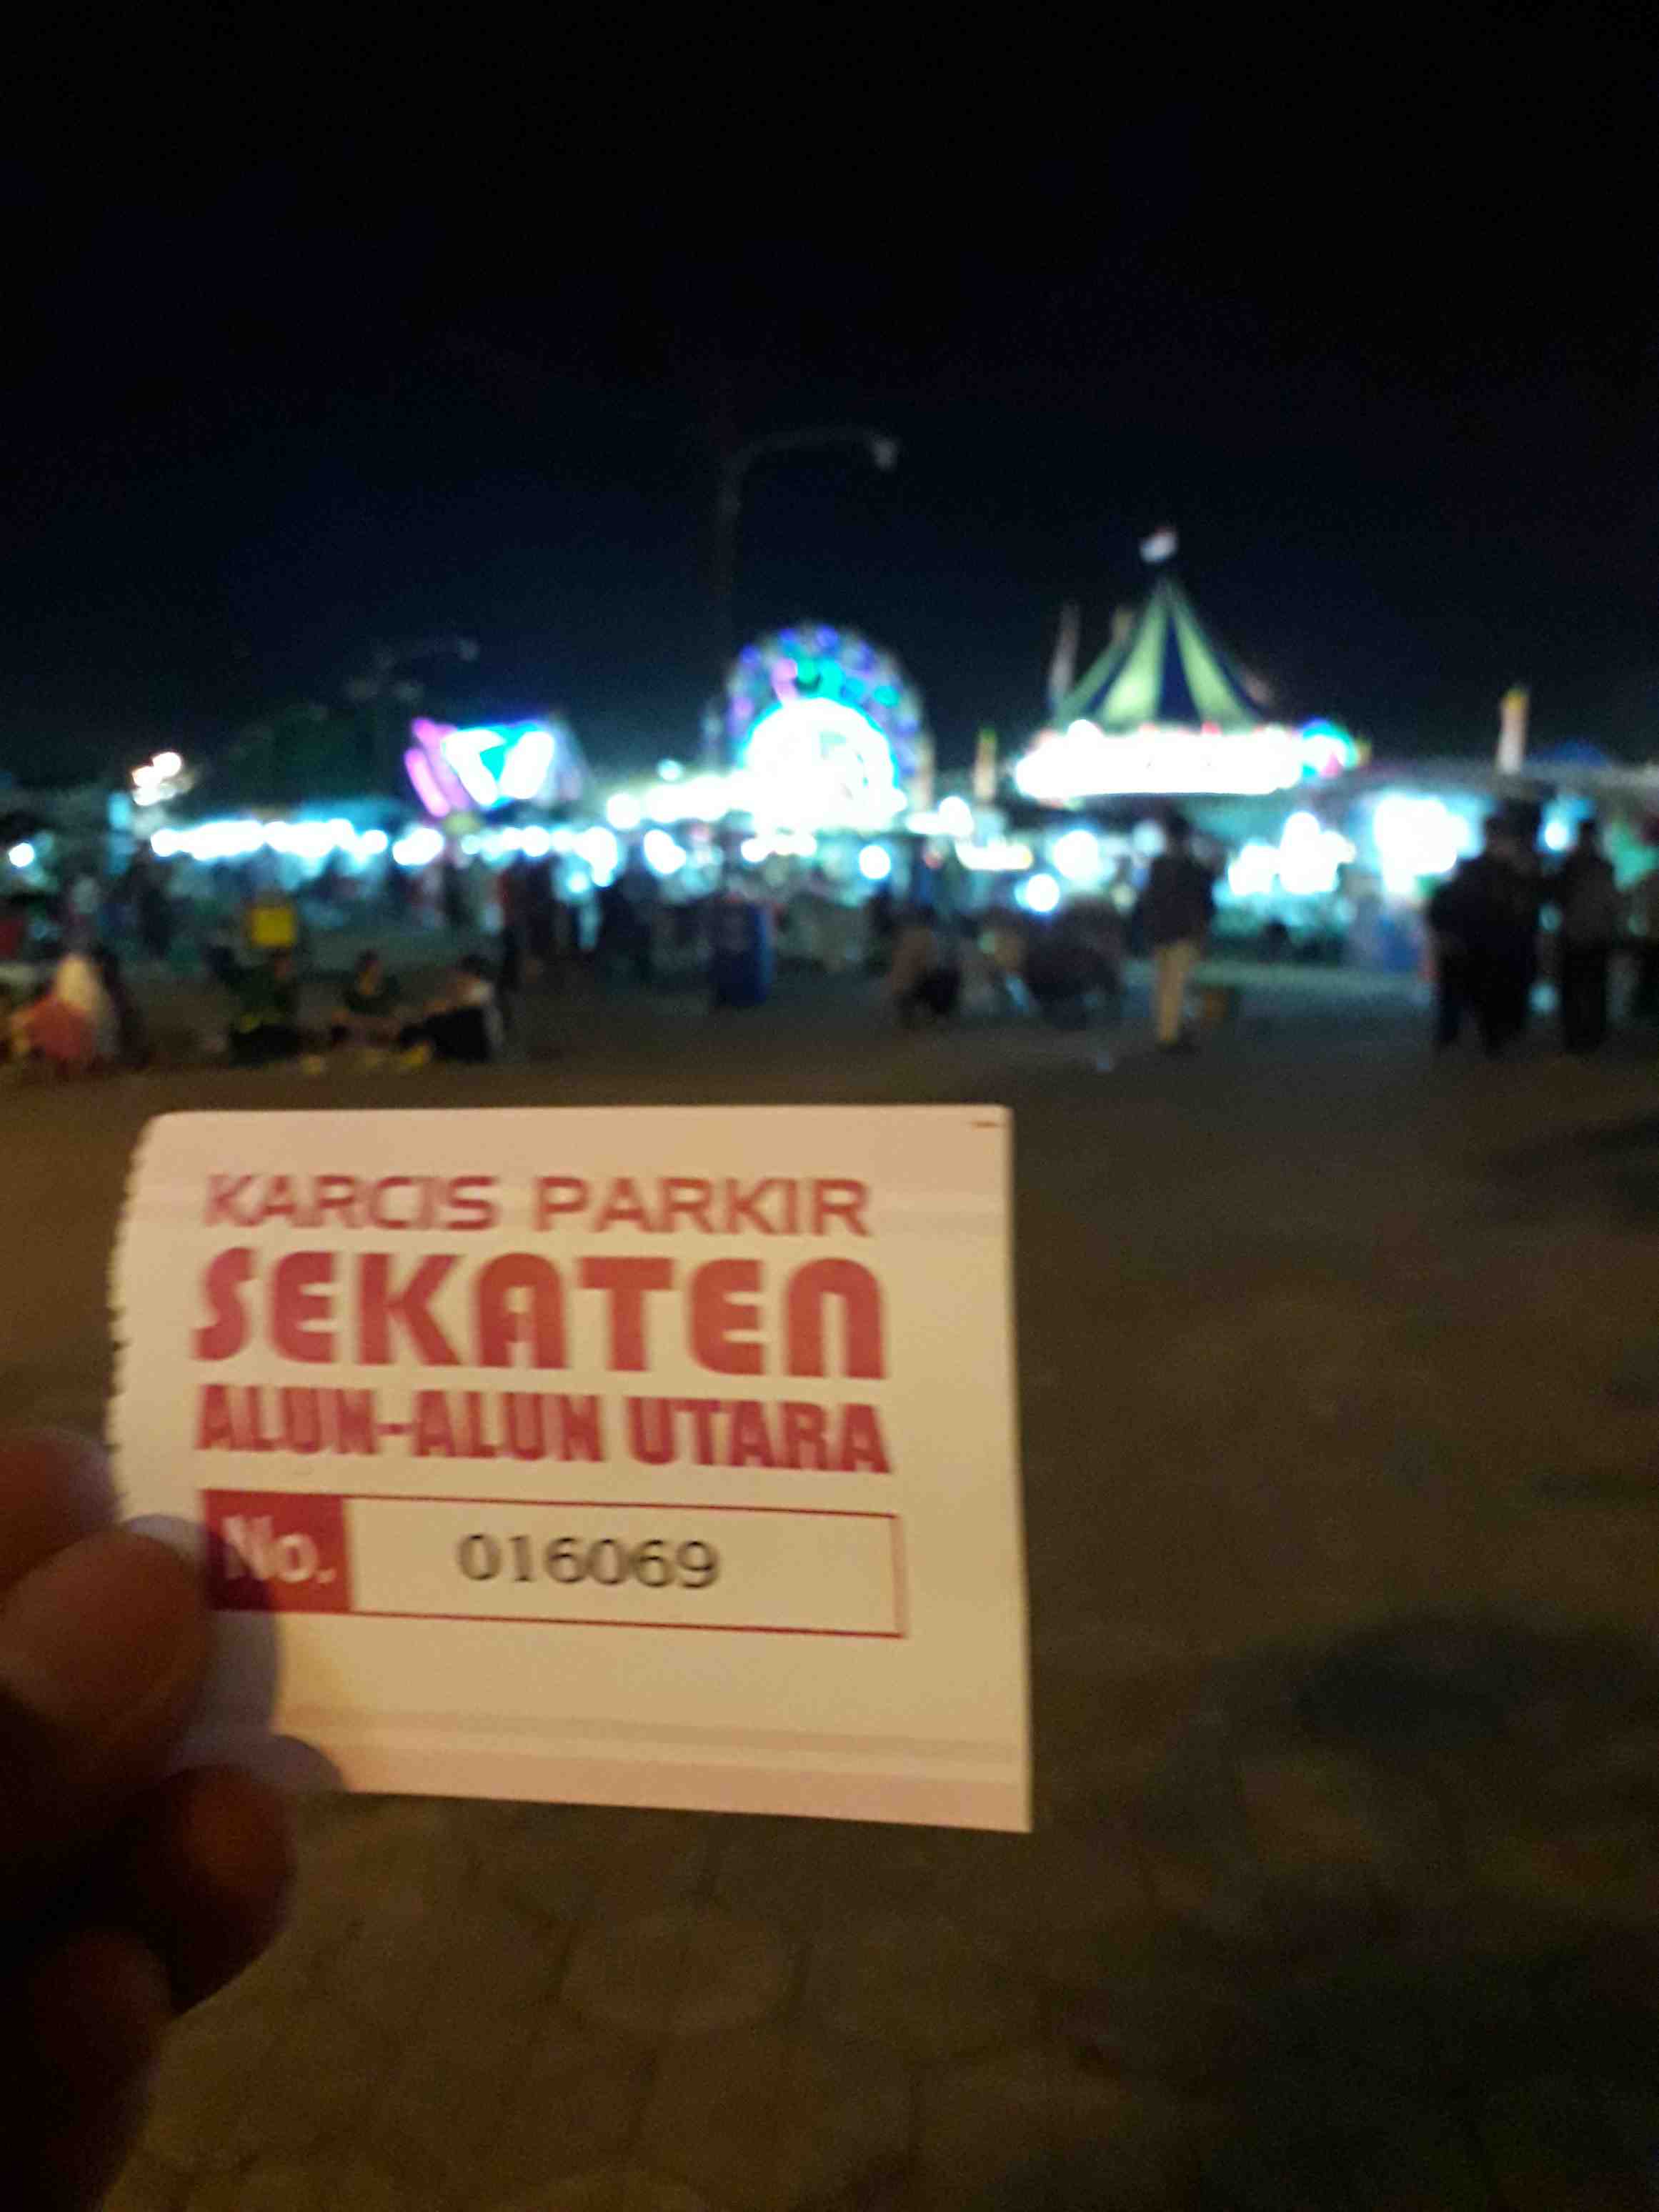 KARCIS PARKIR
SEKATEN
ALUN-ALUN UTARA
No. 016069